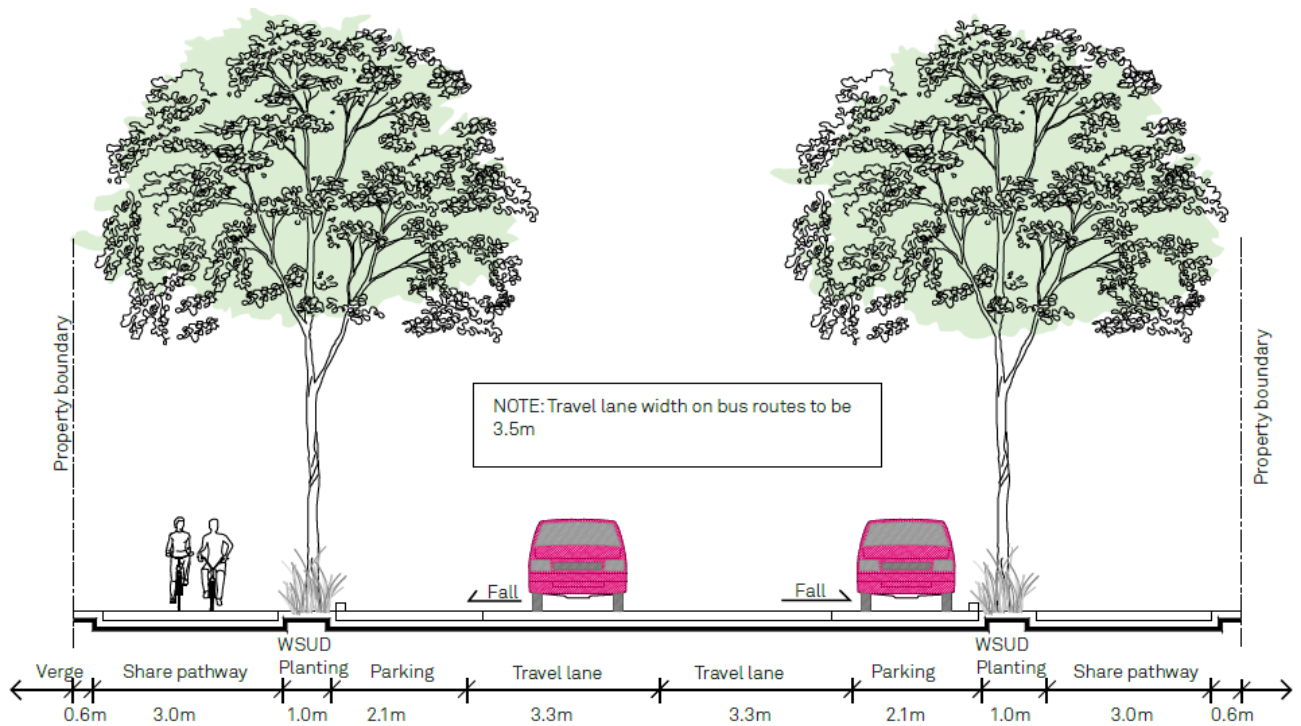 Property boundary
Property boundary
NOTE: Travel lane width on bus routes to be
3.5m
Fall
Fall
WSUD
WSUD
Verge
Share pathway
Planting
Parking
Travel lane
Travel lane
Parking
Planting
Share pathway
0.6m
3.0m
1.0m
2.1m
3.3m
3.3m
2.1m
1.0m
3.0m
0.6m